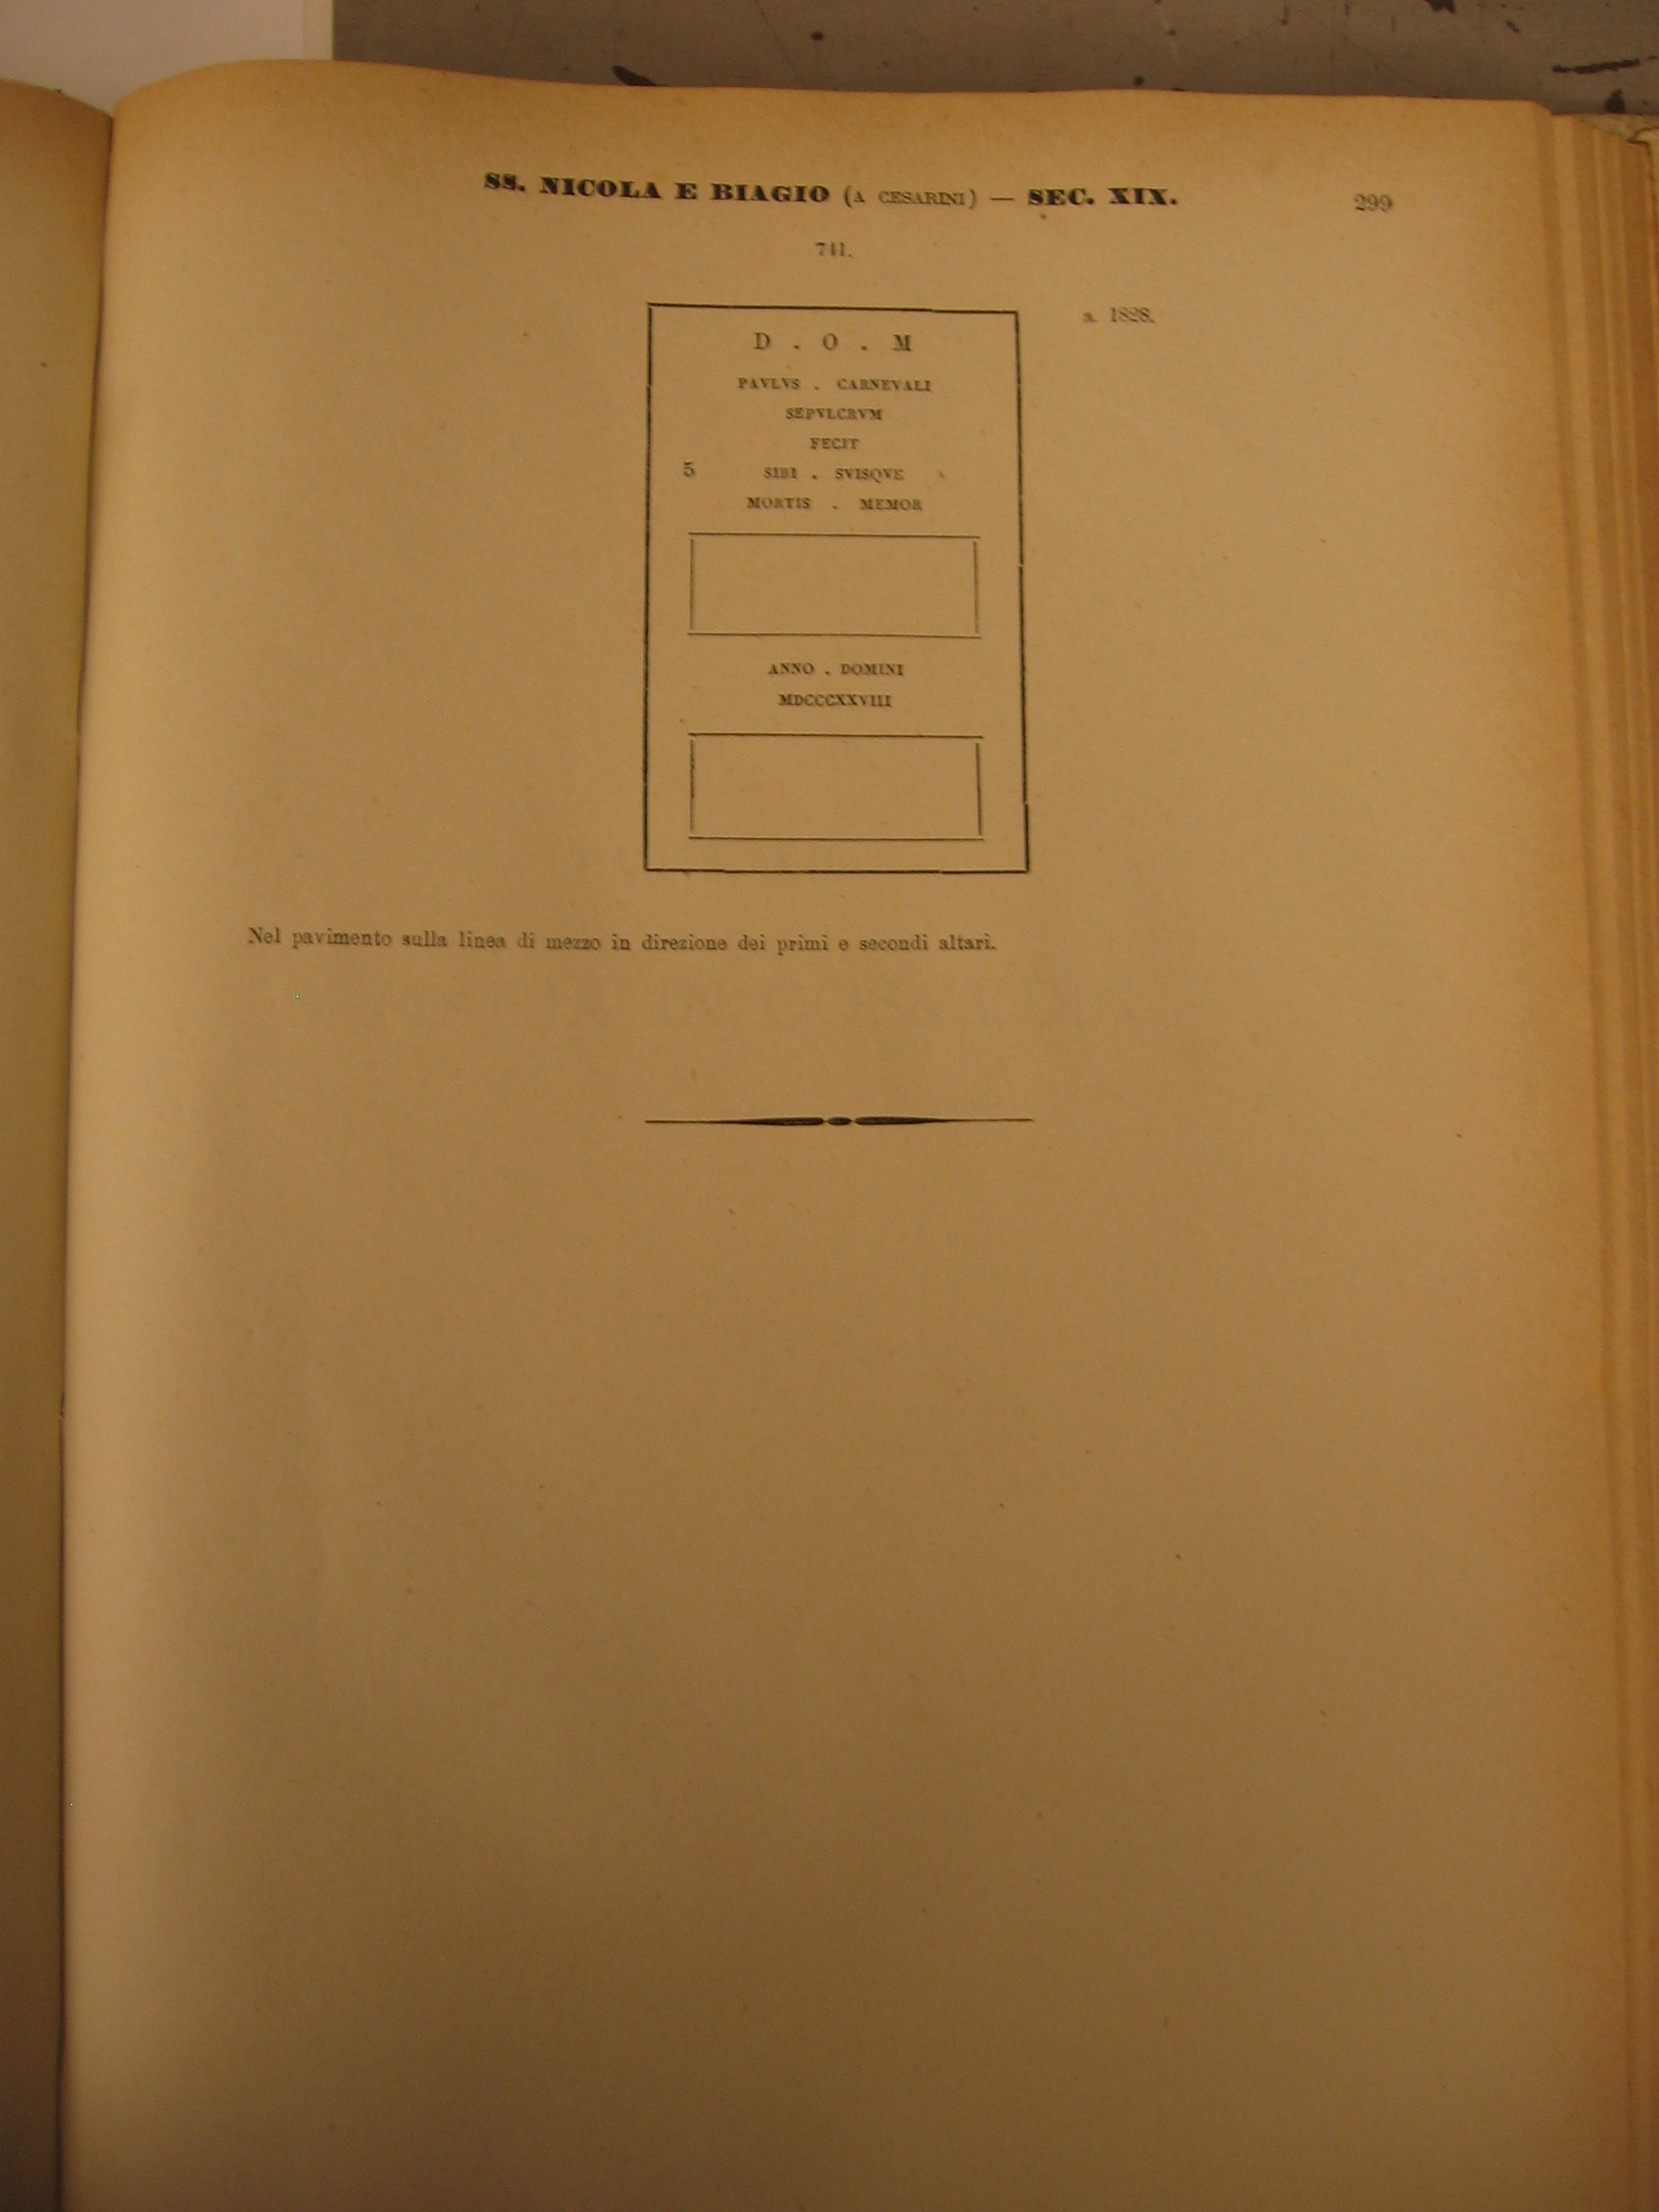 SS. NICOLA E BIAGIO (A CESARINI) — SEC. XIX. 299
741.
a. 1828.
D . O . M
PAVLVS . CARNEVALI
SEPVLCRVM
FECIT
5 SIBI . SVISQVE
MORTIS . MEMOR
ANNO . DOMINI
MDCCCXXVIII
Nel pavimento sulla linea di mezzo in direzione dei primi e secondi altari.